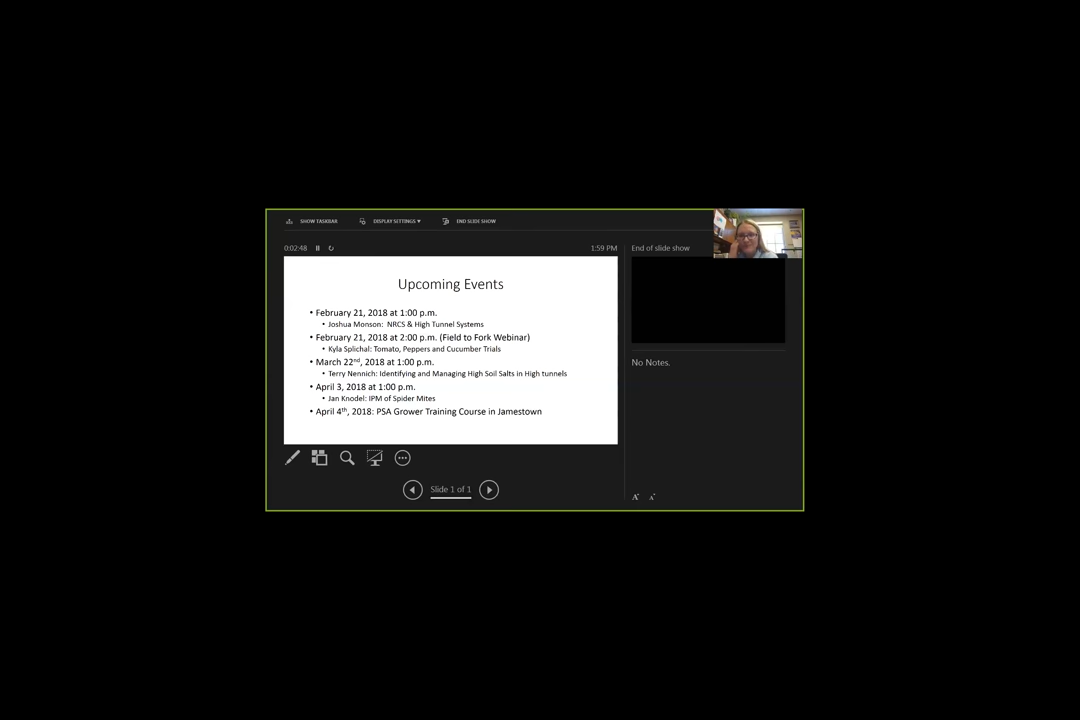 SHOW TASKBAR DISPLAY SETTINGS ▾ END SLIDE SHOW
0:02:48 1:59 PM End of slide show
Upcoming Events
• February 21, 2018 at 1:00 p.m.
• Joshua Monson: NRCS & High Tunnel Systems
• February 21, 2018 at 2:00 p.m. (Field to Fork Webinar)
• Kyla Splichal: Tomato, Peppers and Cucumber Trials
• March 22nd, 2018 at 1:00 p.m.
• Terry Nennich: Identifying and Managing High Soil Salts in High tunnels
• April 3, 2018 at 1:00 p.m.
• Jan Knodel: IPM of Spider Mites
• April 4th, 2018: PSA Grower Training Course in Jamestown
No Notes.
Slide 1 of 1
A A